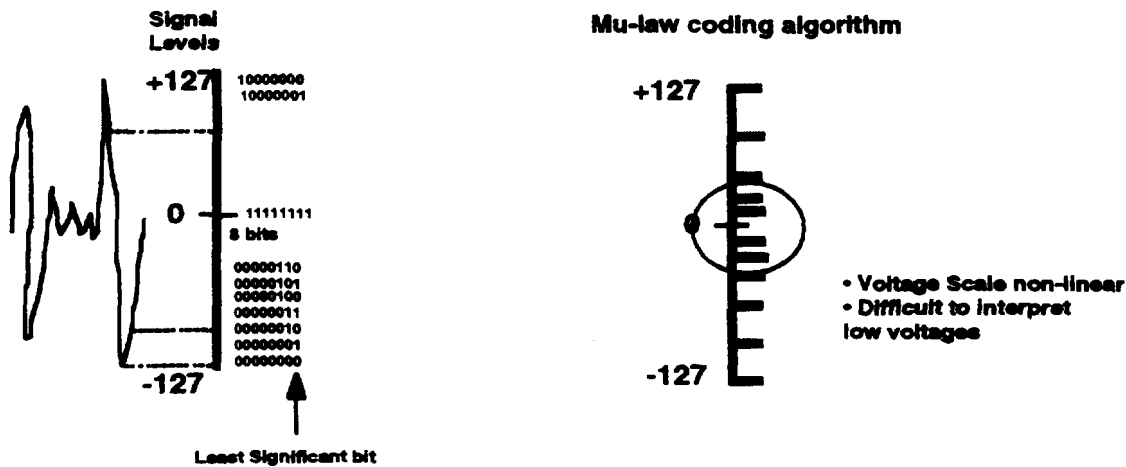 Signal
Levels
+127
10000000
10000001
0
11111111
8 bits
00000110
00000101
00000100
00000011
00000010
00000001
00000000
-127
Least Significant bit
Mu-law coding algorithm
+127
0
• Voltage Scale non-linear
• Difficult to interpret
low voltages
-127